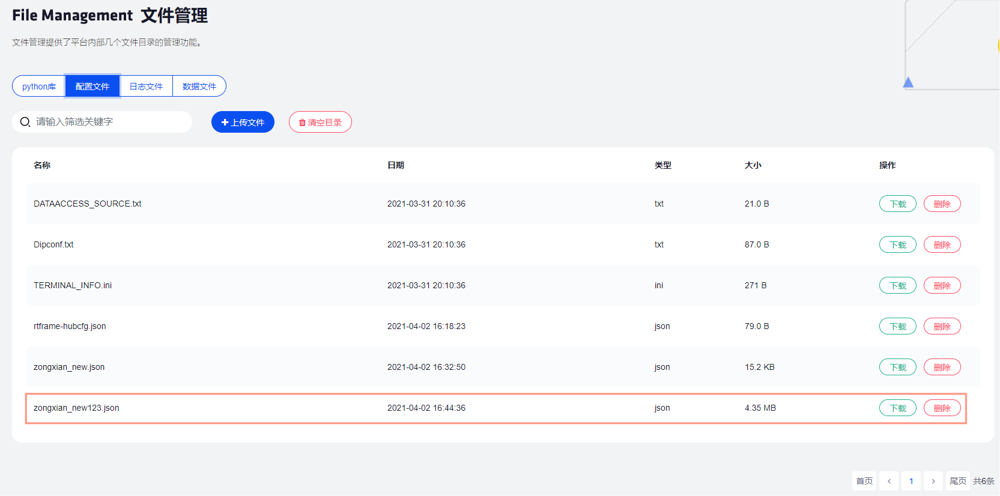 File Management 文件管理
文件管理提供了平台内部几个文件目录的管理功能。
python库 配置文件 日志文件 数据文件
请输入筛选关键字 上传文件 清空目录
名称 日期 类型 大小 操作
DATAACCESS_SOURCE.txt 2021-03-31 20:10:36 txt 21.0 B 下载 删除
Dipconf.txt 2021-03-31 20:10:36 txt 87.0 B 下载 删除
TERMINAL_INFO.ini 2021-03-31 20:10:36 ini 271 B 下载 删除
rtframe-hubcfg.json 2021-04-02 16:18:23 json 79.0 B 下载 删除
zongxian_new.json 2021-04-02 16:32:50 json 15.2 KB 下载 删除
zongxian_new123.json 2021-04-02 16:44:36 json 4.35 MB 下载 删除
首页 ‹ 1 › 尾页 共6条